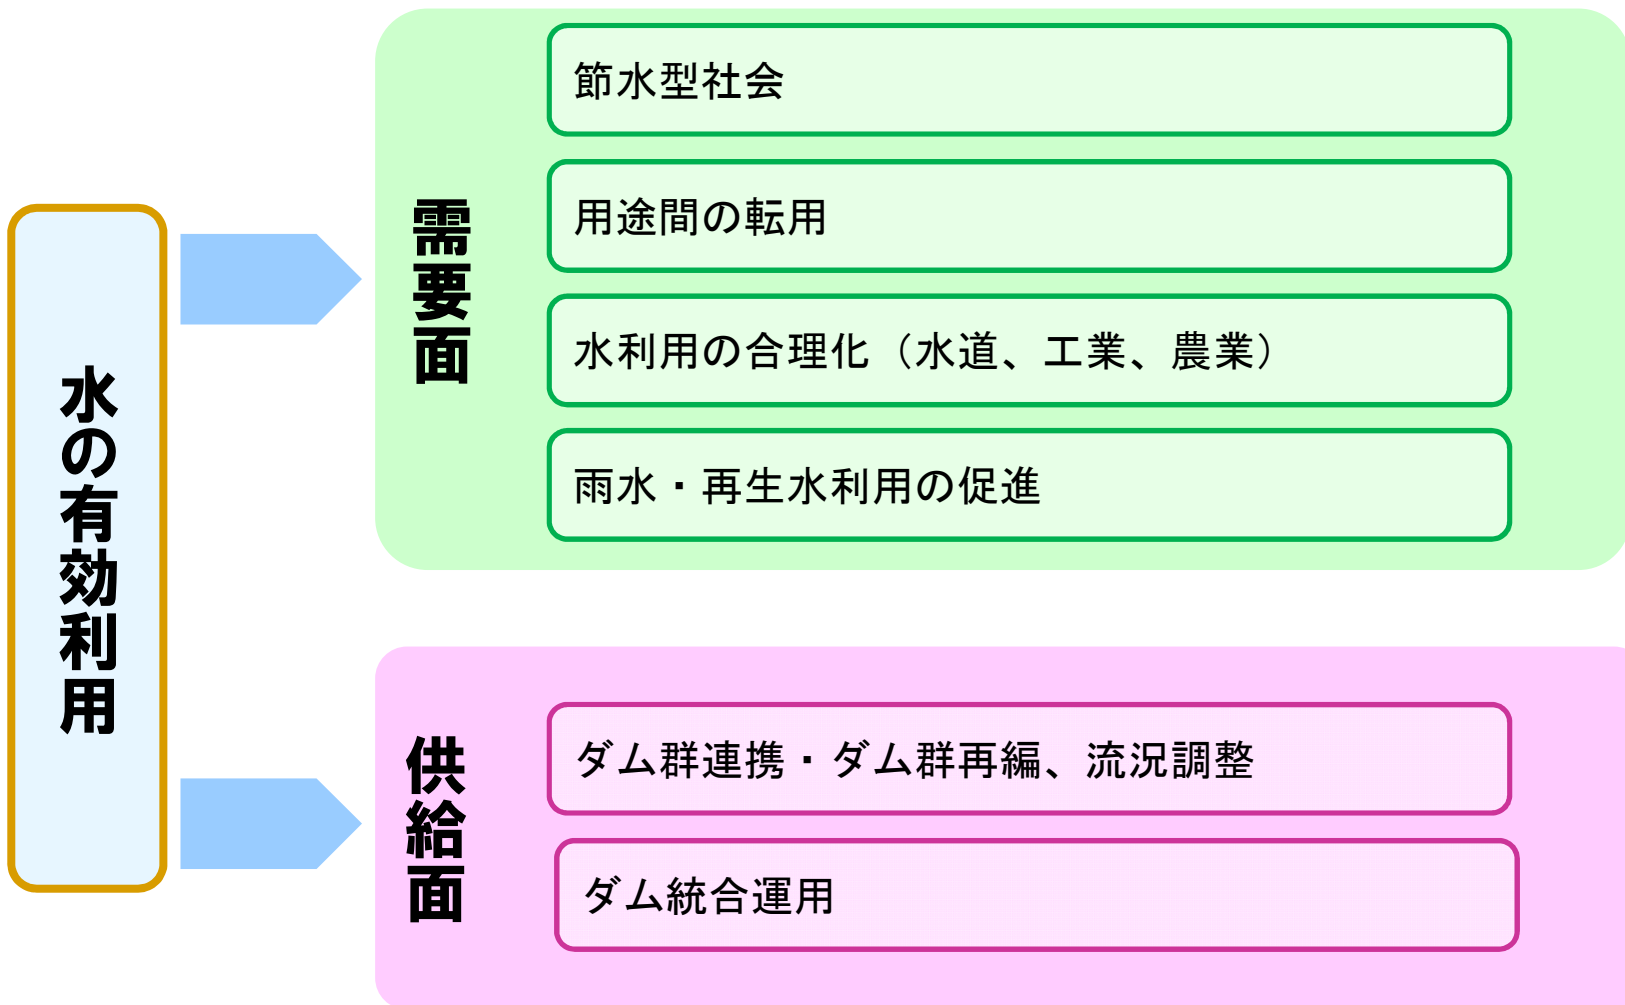 水の有効利用
需要面
節水型社会
用途間の転用
水利用の合理化（水道、工業、農業）
雨水・再生水利用の促進
供給面
ダム群連携・ダム群再編、流況調整
ダム統合運用